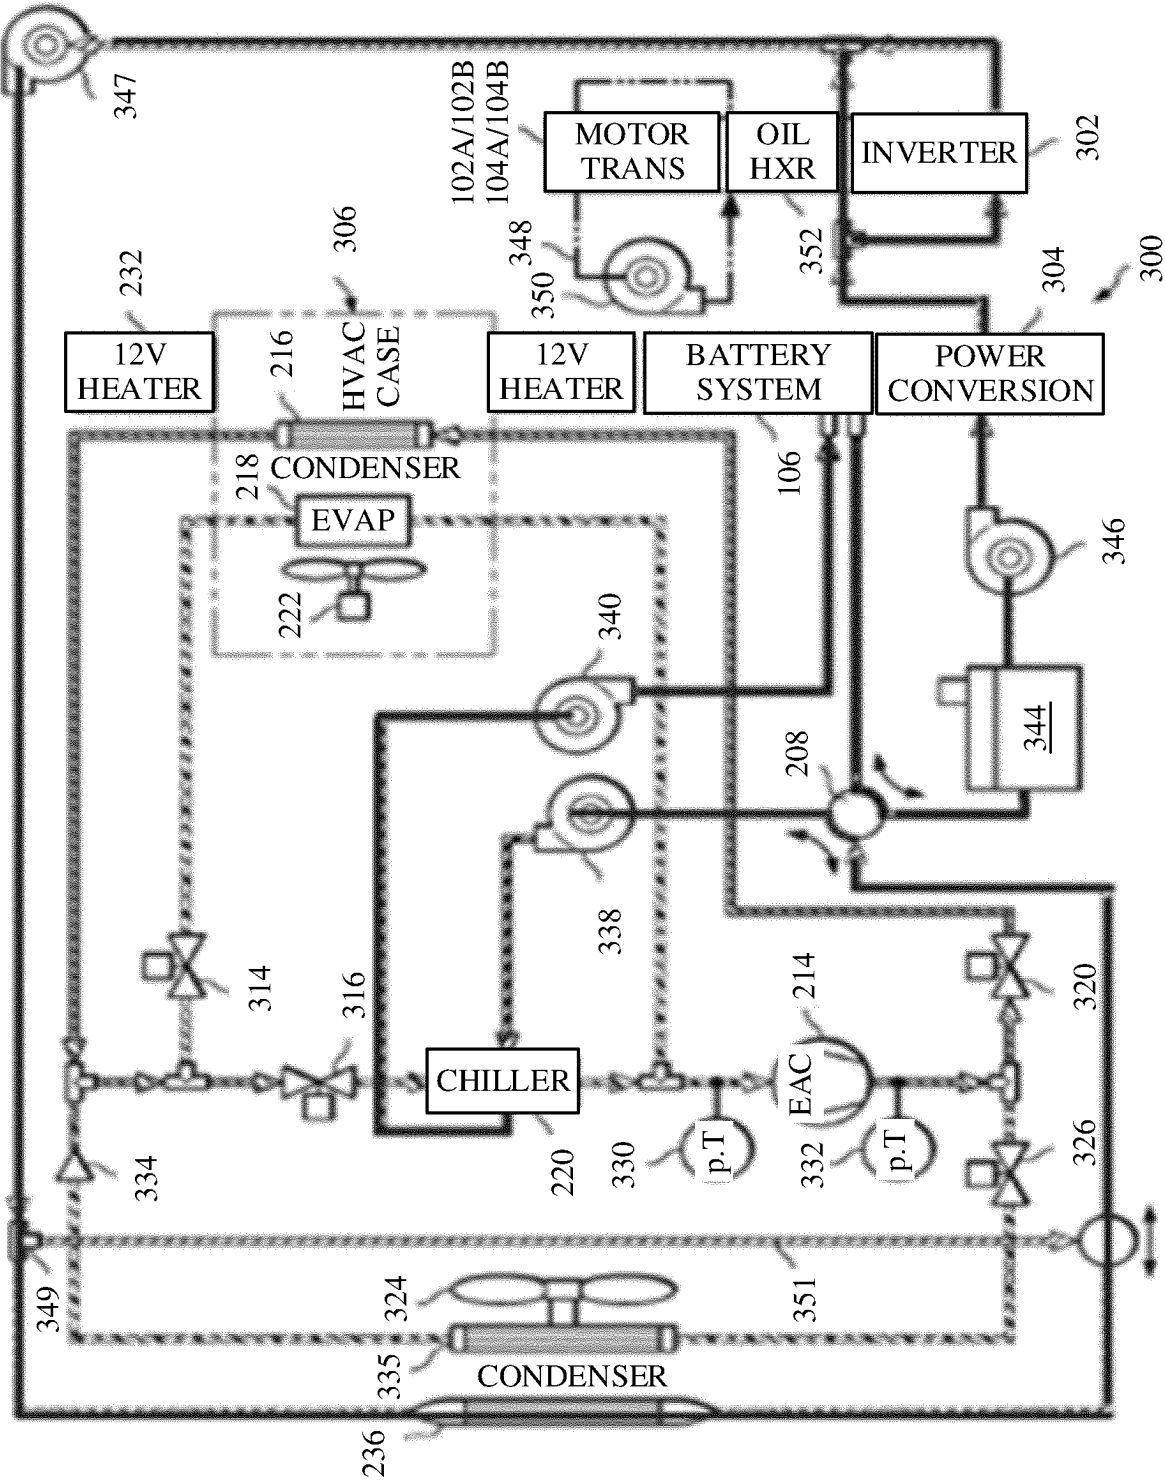 347
102A/102B
104A/104B
MOTOR
TRANS
OIL
HXR
INVERTER
302
306
232
348
350
352
304
300
12V
HEATER
216
HVAC
CASE
12V
HEATER
BATTERY
SYSTEM
POWER
CONVERSION
218
CONDENSER
106
EVAP
346
222
340
344
208
338
314
316
214
320
CHILLER
EAC
334
220
330
p.T
332
p.T
326
349
324
351
335
CONDENSER
236